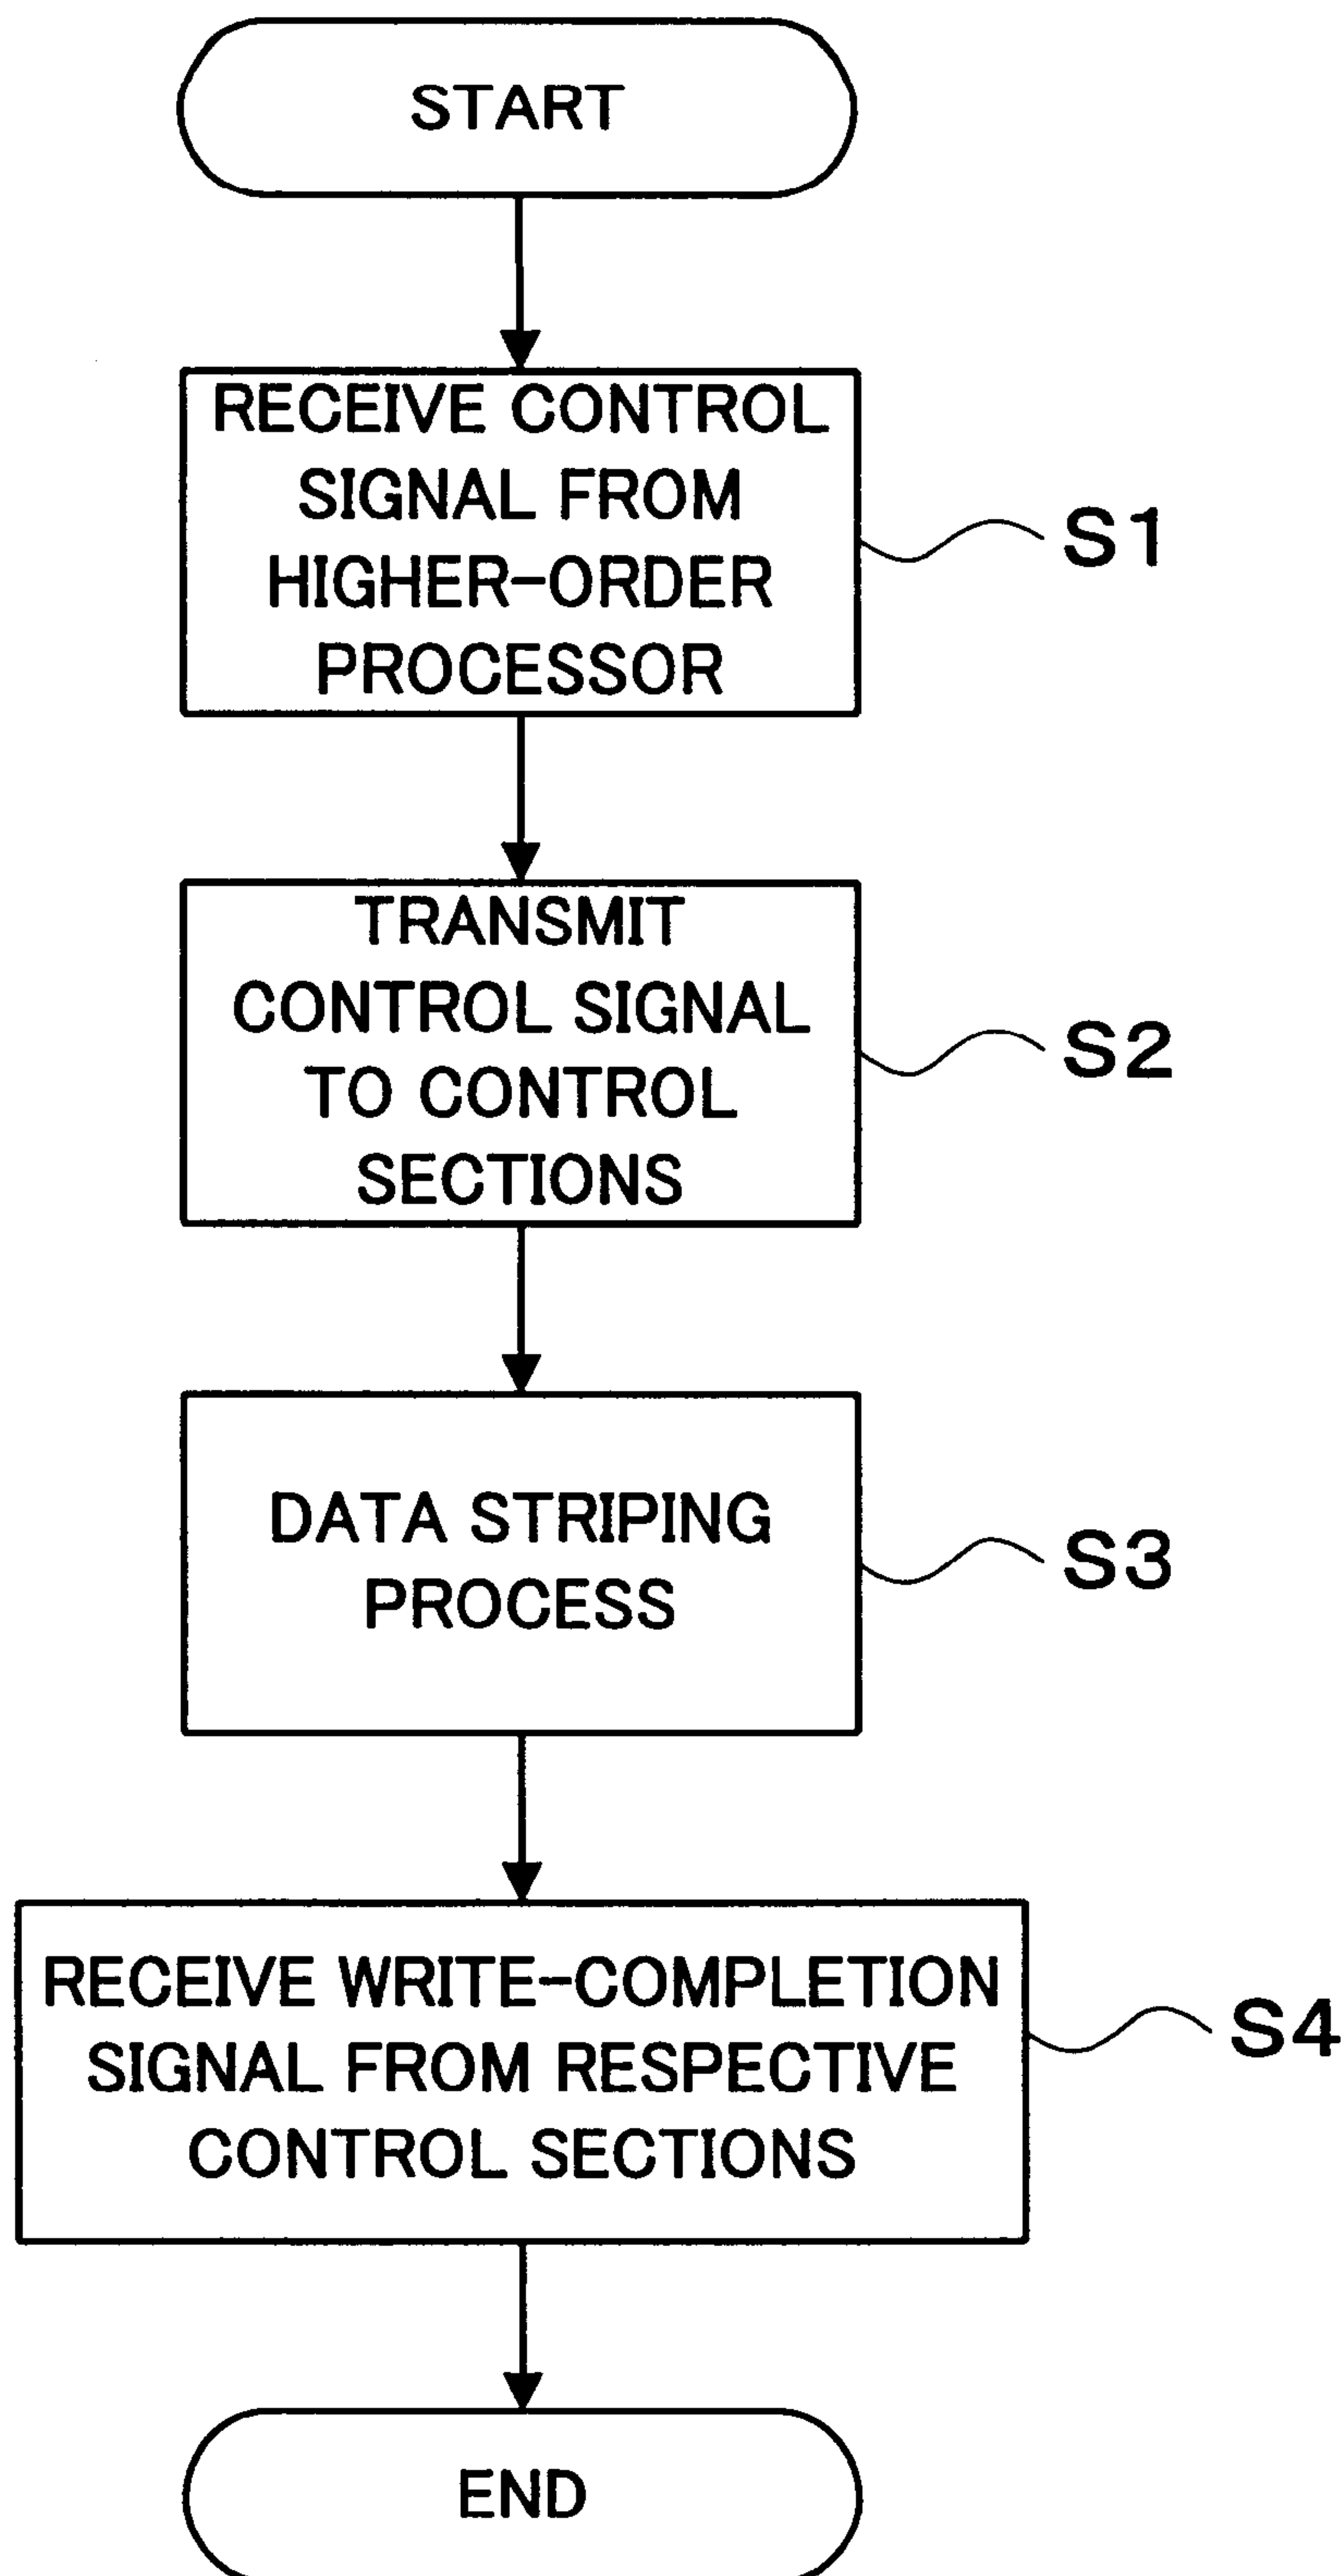 START
RECEIVE CONTROL
SIGNAL FROM
HIGHER-ORDER
PROCESSOR
S1
TRANSMIT
CONTROL SIGNAL
TO CONTROL
SECTIONS
S2
DATA STRIPING
PROCESS
S3
RECEIVE WRITE-COMPLETION
SIGNAL FROM RESPECTIVE
CONTROL SECTIONS
S4
END